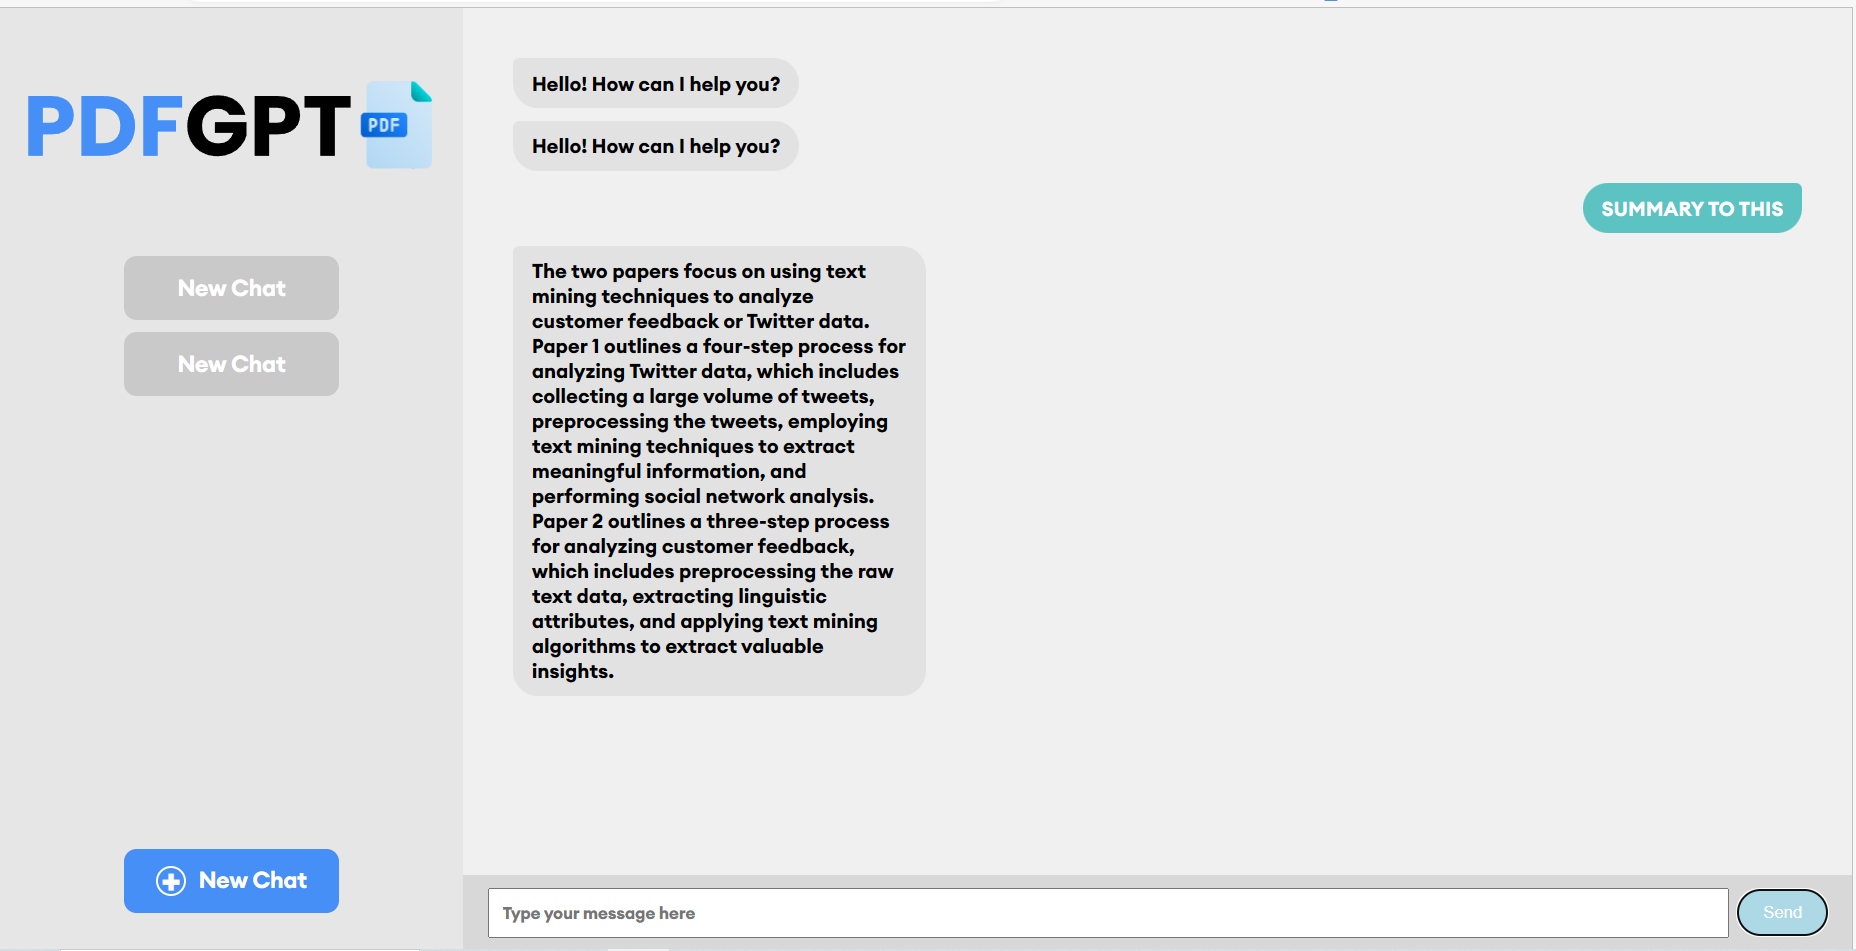 PDFGPT
PDF
New Chat
New Chat
New Chat
Hello! How can I help you?
Hello! How can I help you?
SUMMARY TO THIS
The two papers focus on using text
mining techniques to analyze
customer feedback or Twitter data.
Paper 1 outlines a four-step process for
analyzing Twitter data, which includes
collecting a large volume of tweets,
preprocessing the tweets, employing
text mining techniques to extract
meaningful information, and
performing social network analysis.
Paper 2 outlines a three-step process
for analyzing customer feedback,
which includes preprocessing the raw
text data, extracting linguistic
attributes, and applying text mining
algorithms to extract valuable
insights.
Type your message here
Send